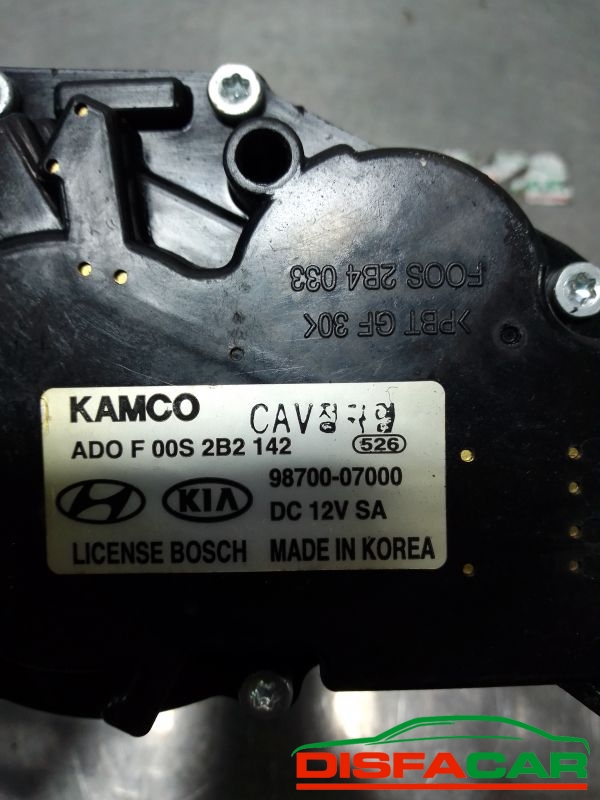 FOOS 2B4 033
>PBT GF 30<
KAMCO CAV
ADO F 00S 2B2 142 526
98700-07000
KIA DC 12V SA
LICENSE BOSCH MADE IN KOREA
DISFACAR